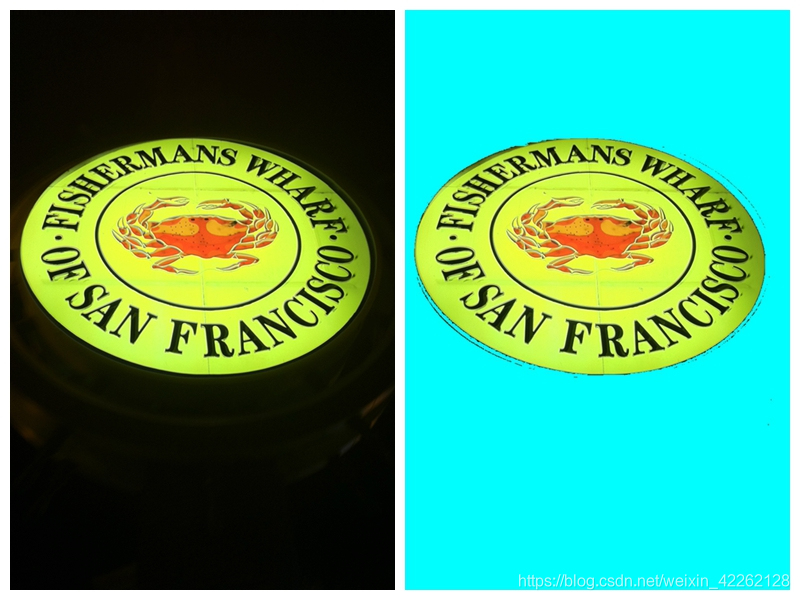 · FISHERMANS WHARF ·
OF SAN FRANCISCO
· FISHERMANS WHARF ·
OF SAN FRANCISCO
https://blog.csdn.net/weixin_42262128